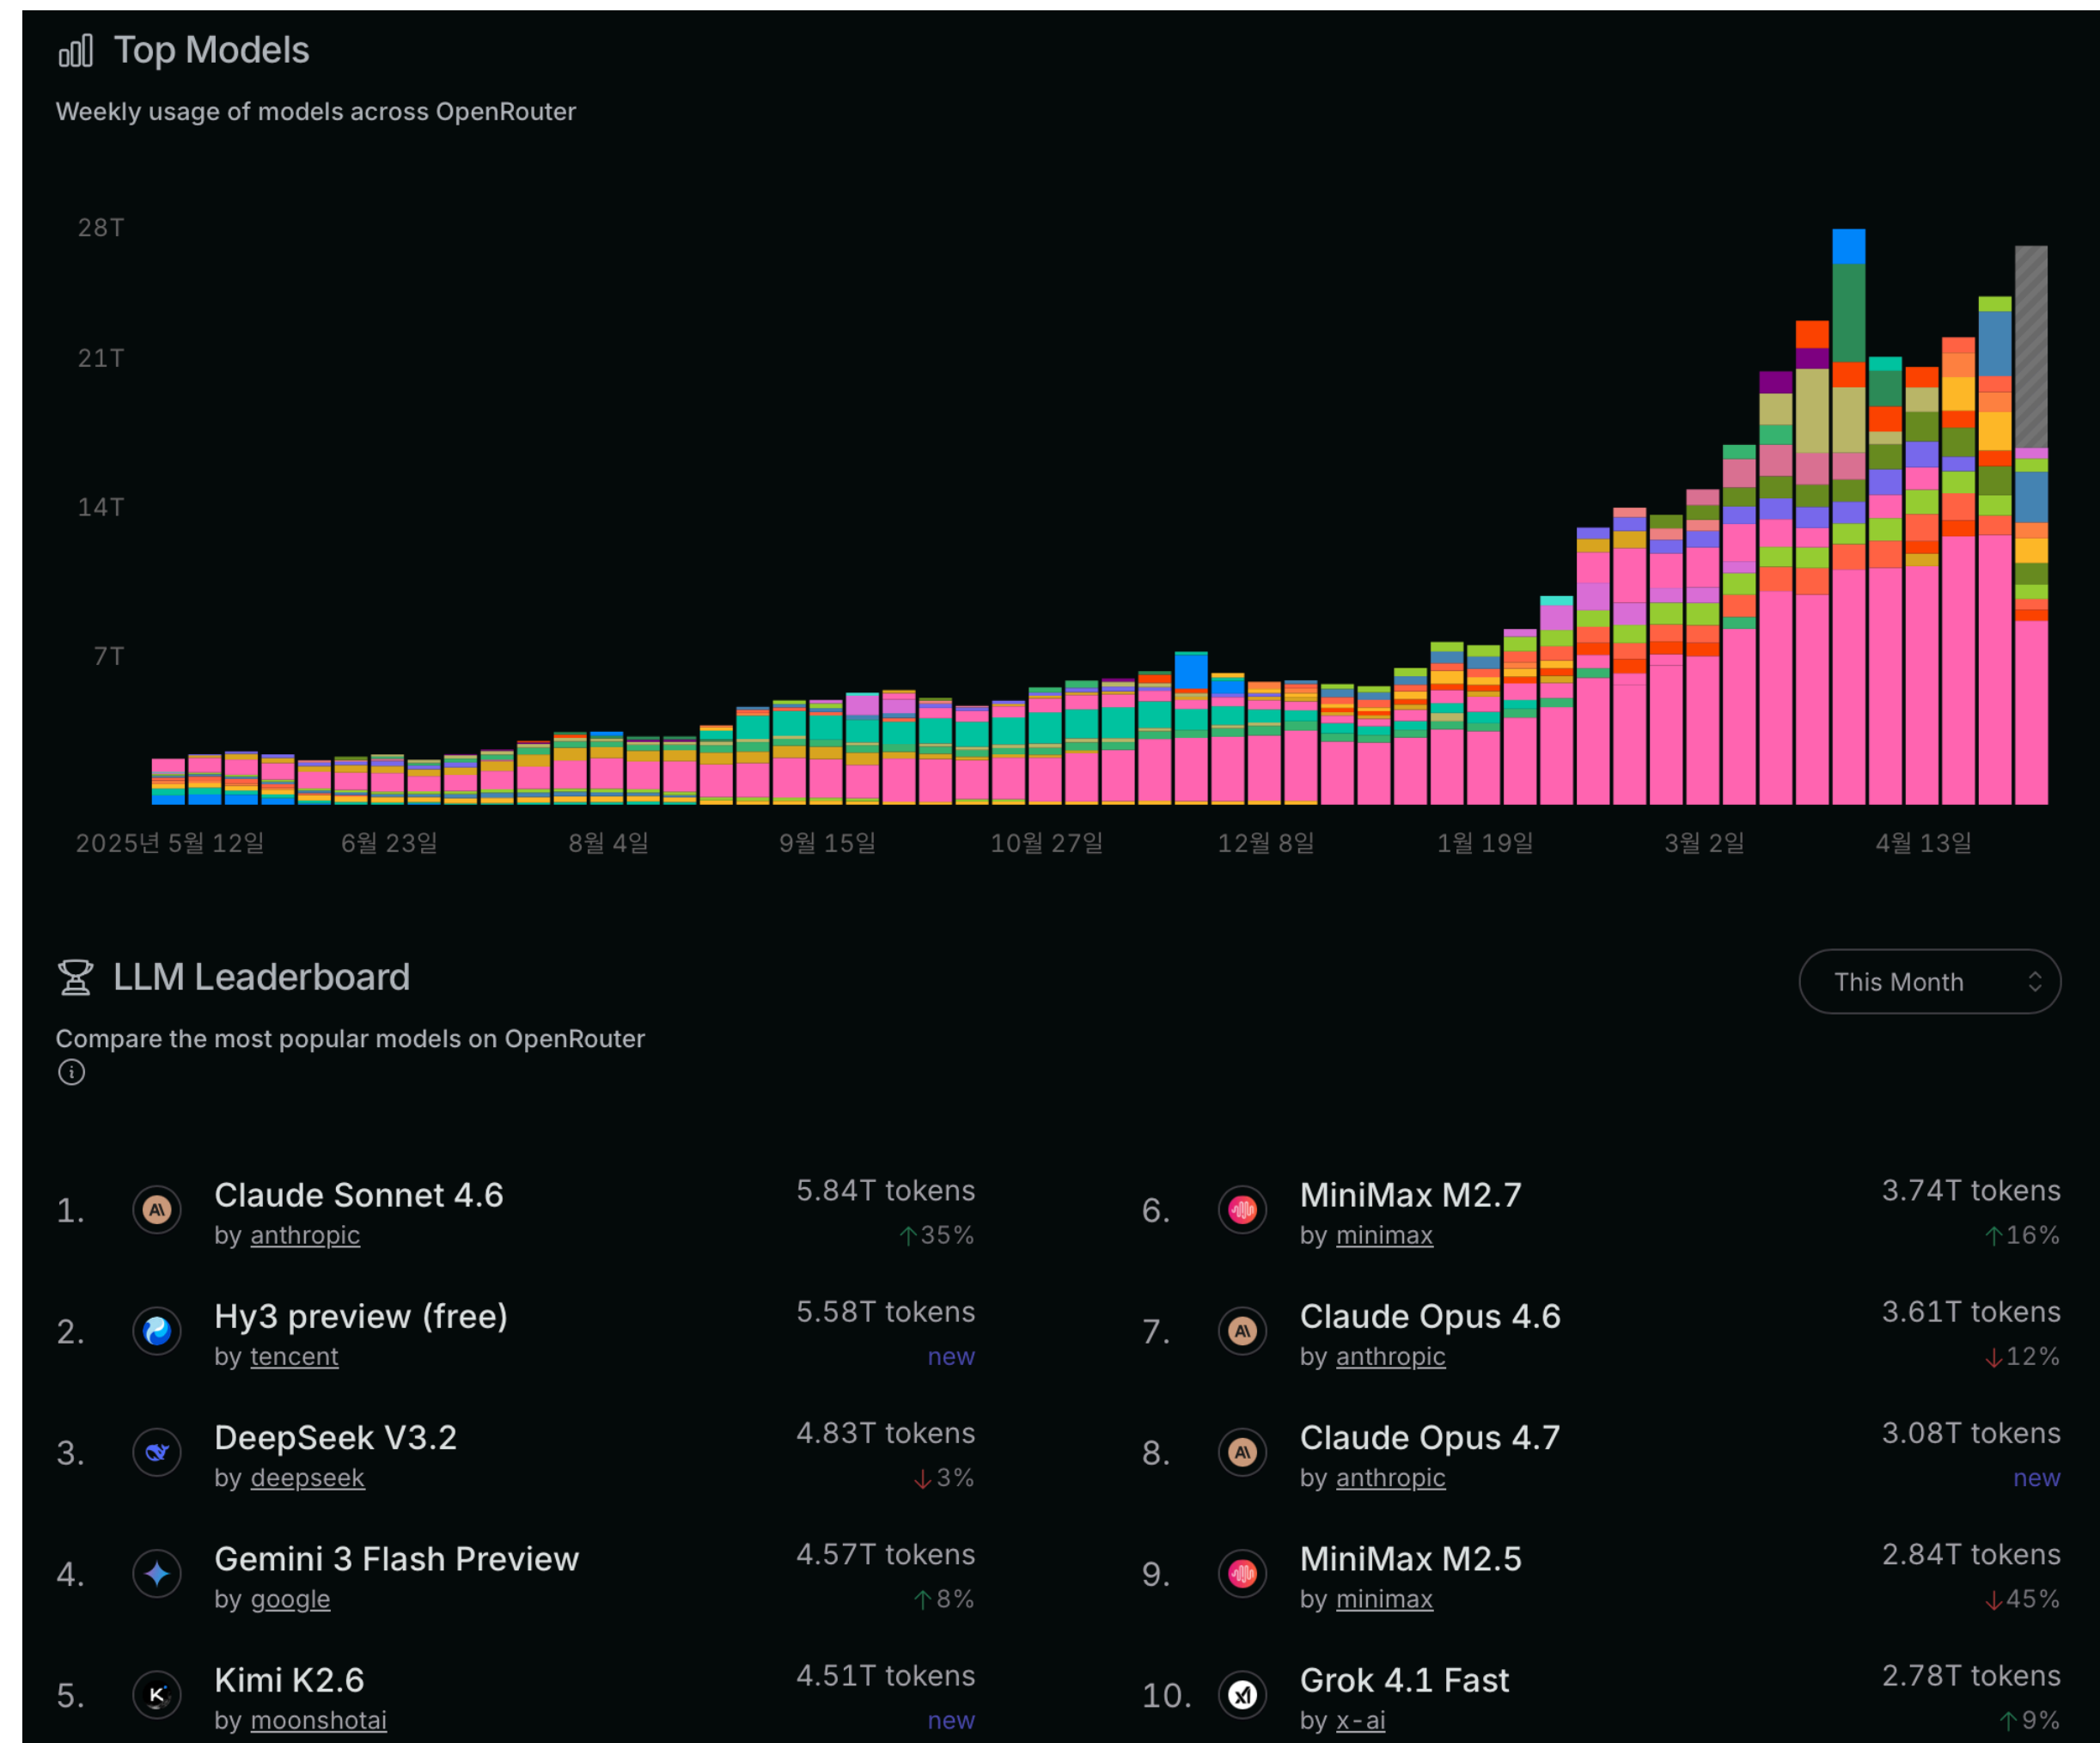 Top Models
Weekly usage of models across OpenRouter
28T
21T
14T
7T
2025년 5월 12일
6월 23일
8월 4일
9월 15일
10월 27일
12월 8일
1월 19일
3월 2일
4월 13일
LLM Leaderboard
This Month
Compare the most popular models on OpenRouter
1.
Claude Sonnet 4.6
by anthropic
5.84T tokens
↑35%
2.
Hy3 preview (free)
by tencent
5.58T tokens
new
3.
DeepSeek V3.2
by deepseek
4.83T tokens
↓3%
4.
Gemini 3 Flash Preview
by google
4.57T tokens
↑8%
5.
Kimi K2.6
by moonshotai
4.51T tokens
new
6.
MiniMax M2.7
by minimax
3.74T tokens
↑16%
7.
Claude Opus 4.6
by anthropic
3.61T tokens
↓12%
8.
Claude Opus 4.7
by anthropic
3.08T tokens
new
9.
MiniMax M2.5
by minimax
2.84T tokens
↓45%
10.
Grok 4.1 Fast
by x-ai
2.78T tokens
↑9%